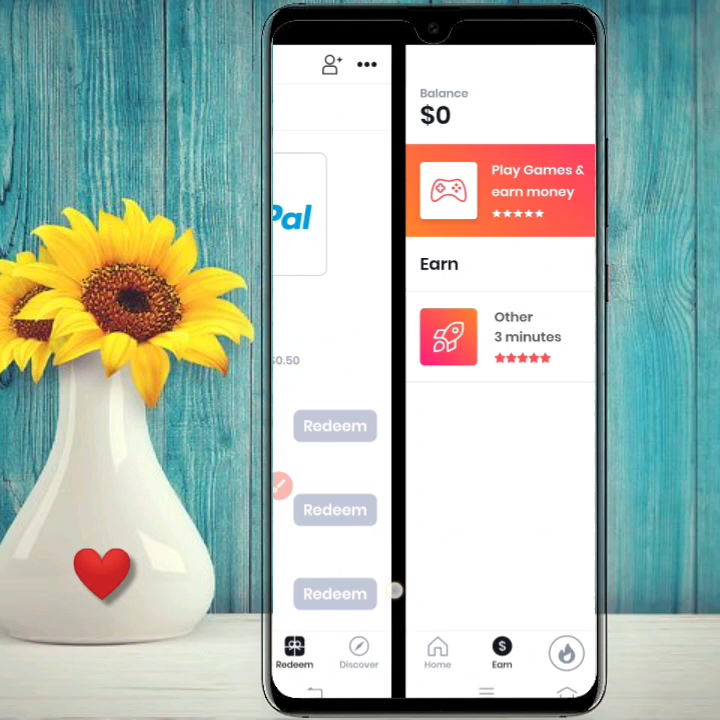 Pal
$0.50
Redeem
Redeem
Redeem
Redeem
Discover
Balance
$0
Play Games &
earn money
Earn
Other
3 minutes
Home
Earn